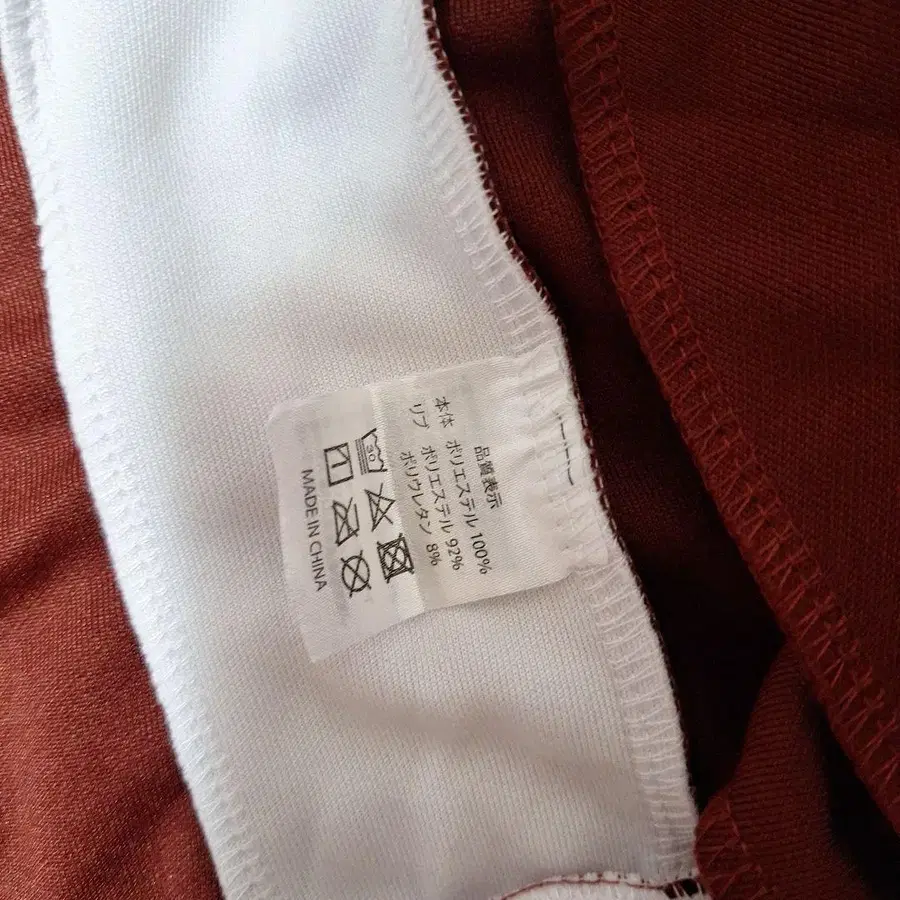 品質表示
本体 ポリエステル 100%
リブ ポリエステル 92%
ポリウレタン 8%
30
MADE IN CHINA